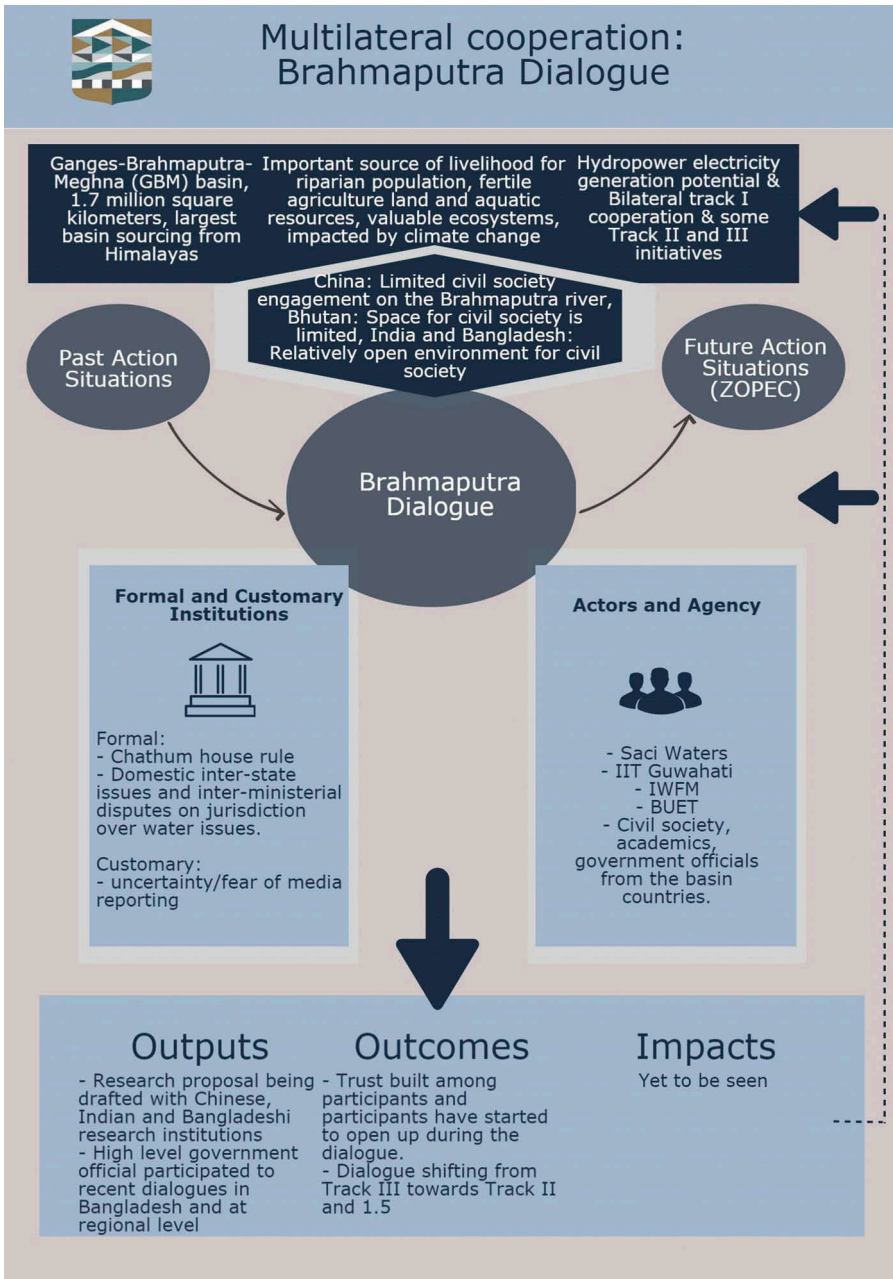 Multilateral cooperation:
Brahmaputra Dialogue
Ganges-Brahmaputra-
Meghna (GBM) basin,
1.7 million square
kilometers, largest
basin sourcing from
Himalayas
Important source of livelihood for
riparian population, fertile
agriculture land and aquatic
resources, valuable ecosystems,
impacted by climate change
Hydropower electricity
generation potential &
Bilateral track I
cooperation & some
Track II and III
initiatives
China: Limited civil society
engagement on the Brahmaputra river,
Bhutan: Space for civil society is
limited, India and Bangladesh:
Relatively open environment for civil
society
Past Action
Situations
Future Action
Situations
(ZOPEC)
Brahmaputra
Dialogue
Formal and Customary
Institutions
Formal:
- Chathum house rule
- Domestic inter-state
issues and inter-ministerial
disputes on jurisdiction
over water issues.
Customary:
- uncertainty/fear of media
reporting
Actors and Agency
- Saci Waters
- IIT Guwahati
- IWFM
- BUET
- Civil society,
academics,
government officials
from the basin
countries.
Outputs
- Research proposal being
drafted with Chinese,
Indian and Bangladeshi
research institutions
- High level government
official participated to
recent dialogues in
Bangladesh and at
regional level
Outcomes
- Trust built among
participants and
participants have started
to open up during the
dialogue.
- Dialogue shifting from
Track III towards Track II
and 1.5
Impacts
Yet to be seen